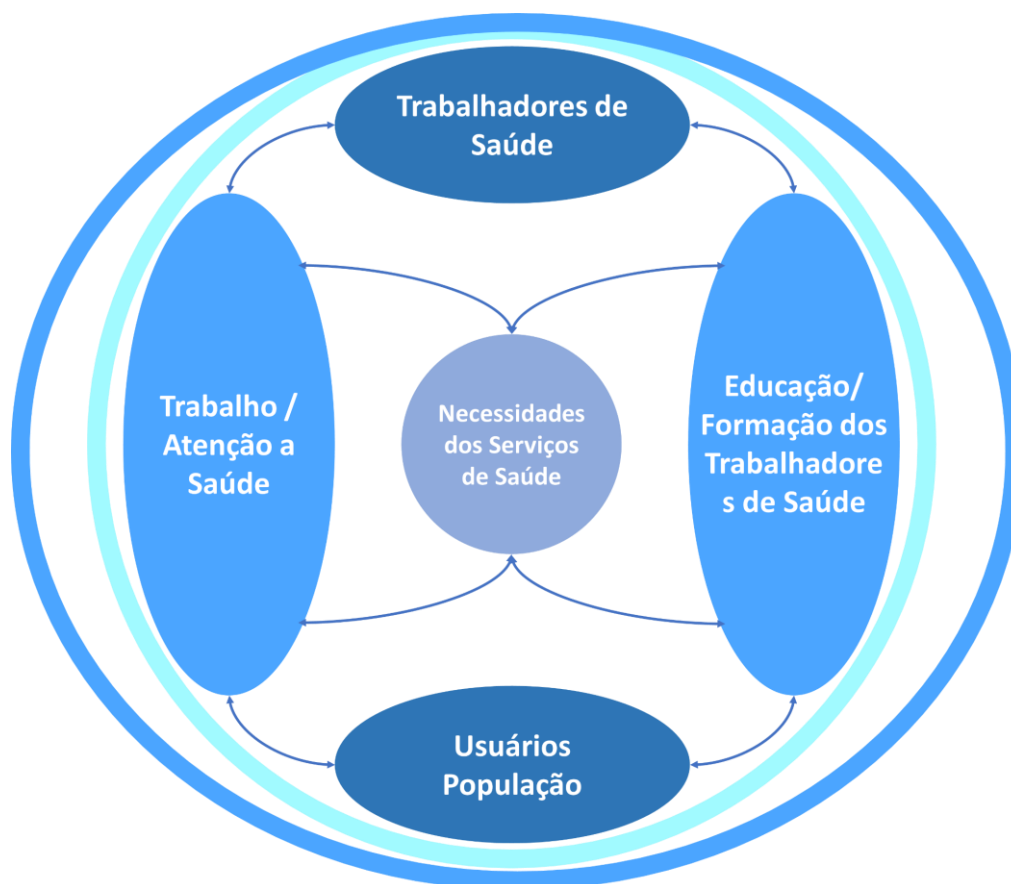 Trabalhadores de
Saúde
Trabalho /
Atenção a
Saúde
Necessidades
dos Serviços
de Saúde
Educação/
Formação dos
Trabalhadore
s de Saúde
Usuários
População